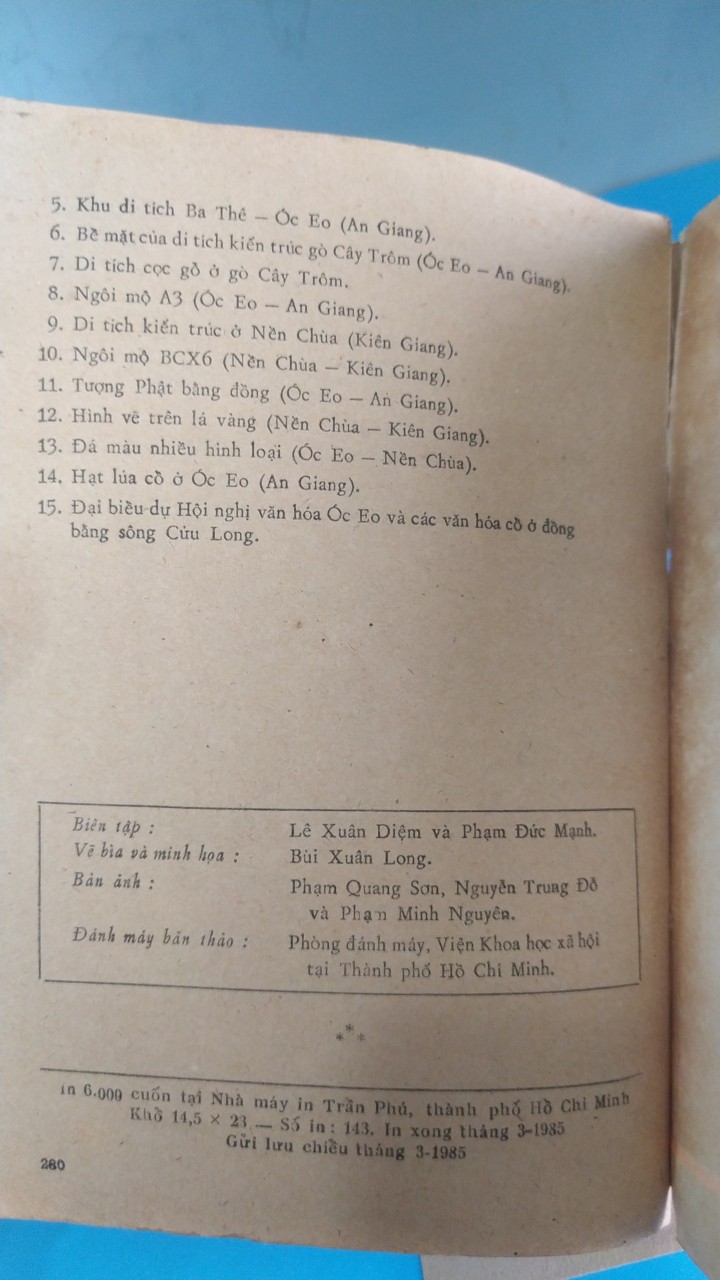 5. Khu di tích Ba Thê — Óc Eo (An Giang).
6. Bề mặt của di tích kiến trúc gò Cây Trôm (Óc Eo — An Giang).
7. Di tích cọc gỗ ở gò Cây Trôm.
8. Ngôi mộ A3 (Óc Eo — An Giang).
9. Di tích kiến trúc ở Nền Chùa (Kiên Giang).
10. Ngôi mộ BCX6 (Nền Chùa — Kiên Giang).
11. Tượng Phật bằng đồng (Óc Eo — An Giang).
12. Hình vẽ trên lá vàng (Nền Chùa — Kiên Giang).
13. Đá màu nhiều hình loại (Óc Eo — Nền Chùa).
14. Hạt lúa cổ ở Óc Eo (An Giang).
15. Đại biểu dự Hội nghị văn hóa Óc Eo và các văn hóa cổ ở đồng
bằng sông Cửu Long.
Biên tập : Lê Xuân Diệm và Phạm Đức Mạnh.
Vẽ bìa và minh họa : Bùi Xuân Long.
Bản ảnh : Phạm Quang Sơn, Nguyễn Trung Đỗ
và Phạm Minh Nguyên.
Đánh máy bản thảo : Phòng đánh máy, Viện Khoa học xã hội
tại Thành phố Hồ Chí Minh.
***
in 6.000 cuốn tại Nhà máy in Trần Phú, thành phố Hồ Chí Minh
Khổ 14,5 × 23 — Số in : 143. In xong tháng 3-1985
Gửi lưu chiểu tháng 3-1985
280